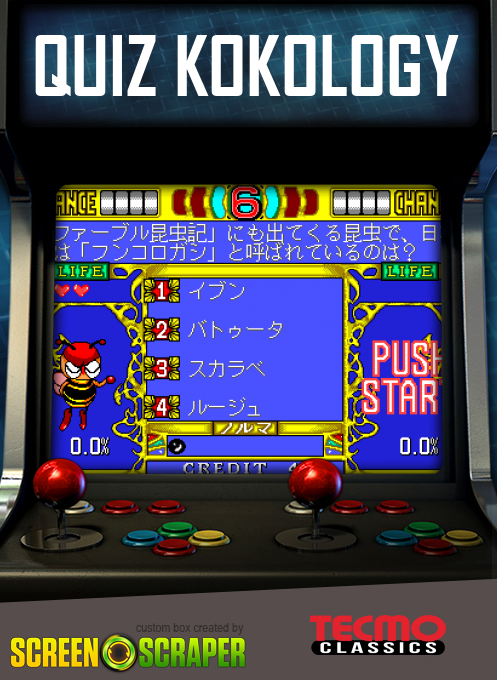 QUIZ KOKOLOGY
ANCE 6 CHAN
ファーブル昆虫記」にも出てくる昆虫で、日
は「フンコロガシ」と呼ばれているのは?
LIFE LIFE
1 イブン
2 バトゥータ
3 スカラベ
4 ルージュ
PUSH
START
ノルマ
0.0% 0.0%
CREDIT 4
custom box created by
SCREEN SCRAPER
TECMO
CLASSICS